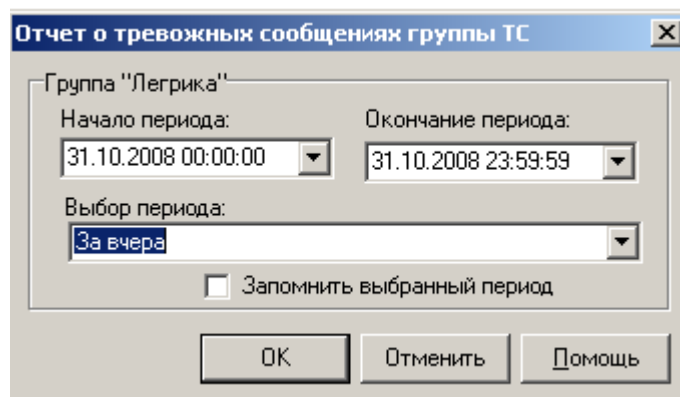 Отчет о тревожных сообщениях группы ТС
Группа "Легрика"
Начало периода:
Окончание периода:
31.10.2008 00:00:00
31.10.2008 23:59:59
Выбор периода:
За вчера
Запомнить выбранный период
OK
Отменить
Помощь